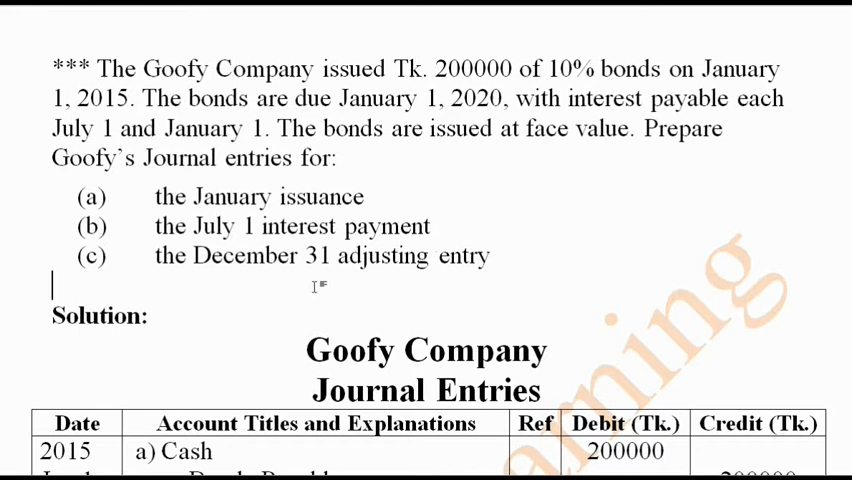 *** The Goofy Company issued Tk. 200000 of 10% bonds on January
1, 2015. The bonds are due January 1, 2020, with interest payable each
July 1 and January 1. The bonds are issued at face value. Prepare
Goofy's Journal entries for:
(a) the January issuance
(b) the July 1 interest payment
(c) the December 31 adjusting entry
Solution:
Goofy Company
Journal Entries
Date Account Titles and Explanations Ref Debit (Tk.) Credit (Tk.)
2015 a) Cash 200000